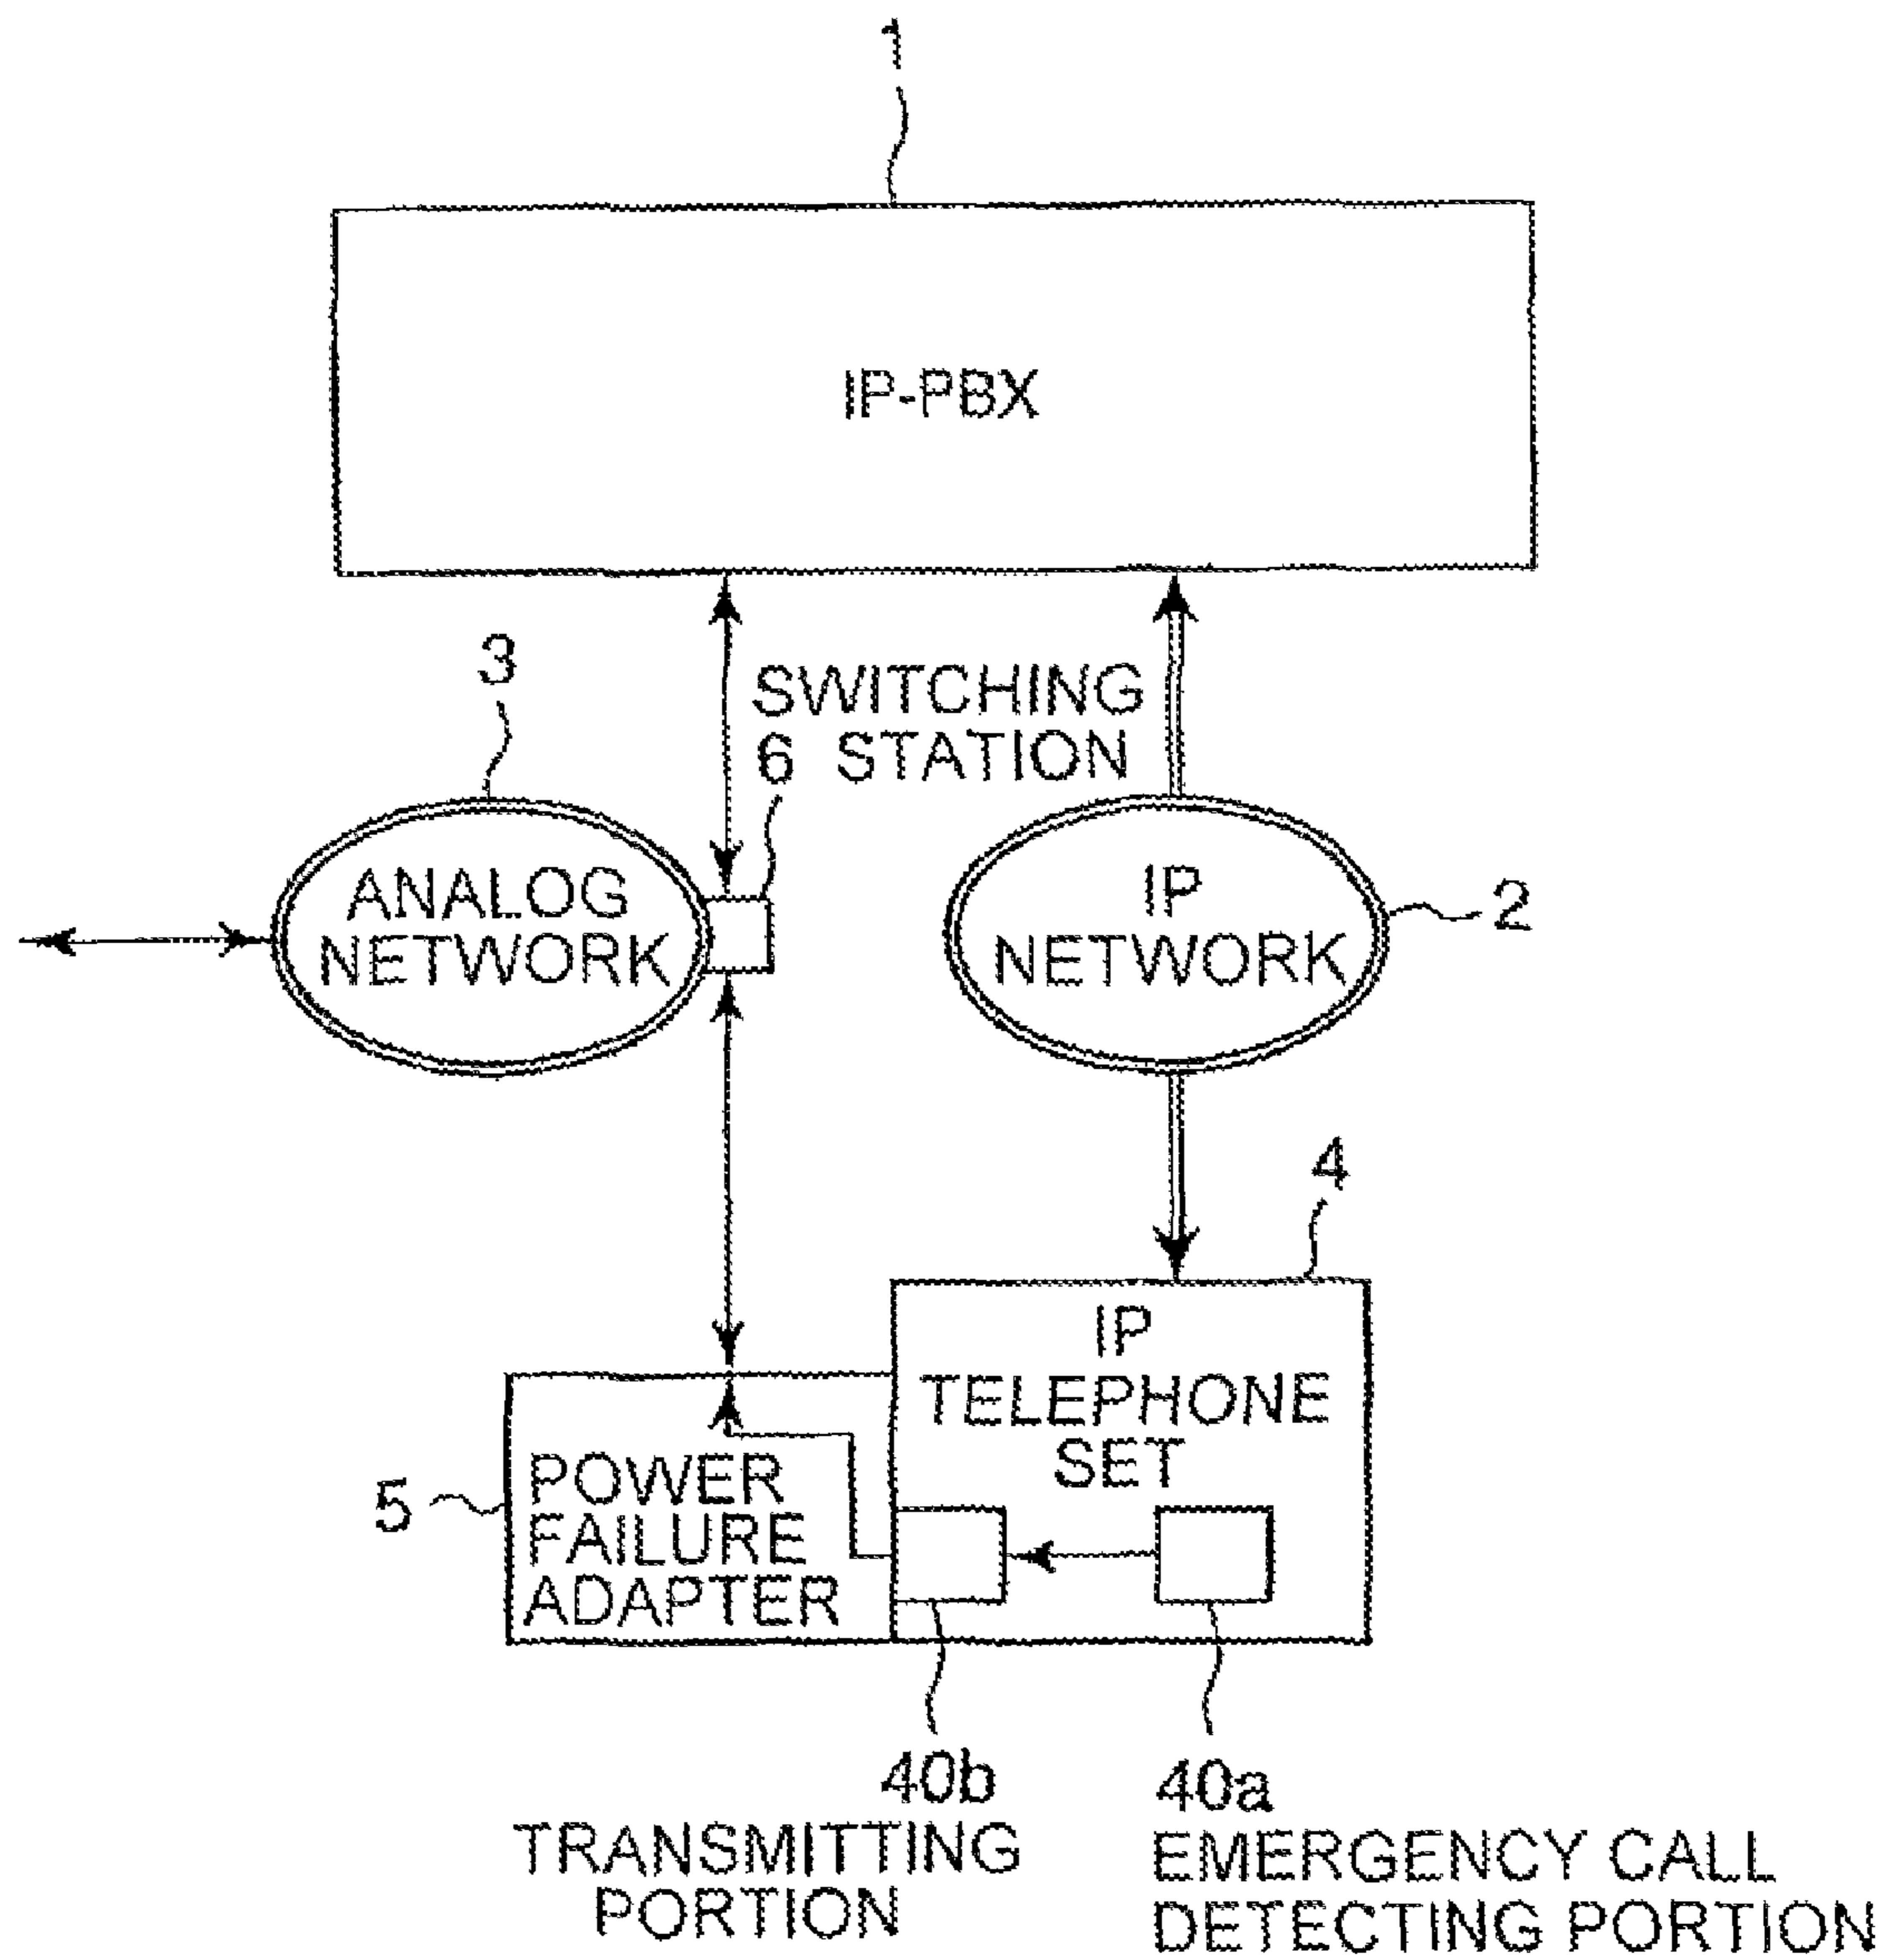 1
IP-PBX
3
SWITCHING
6 STATION
ANALOG
NETWORK
IP
NETWORK
2
4
IP
TELEPHONE
SET
5
POWER
FAILURE
ADAPTER
40b
TRANSMITTING
PORTION
40a
EMERGENCY CALL
DETECTING PORTION